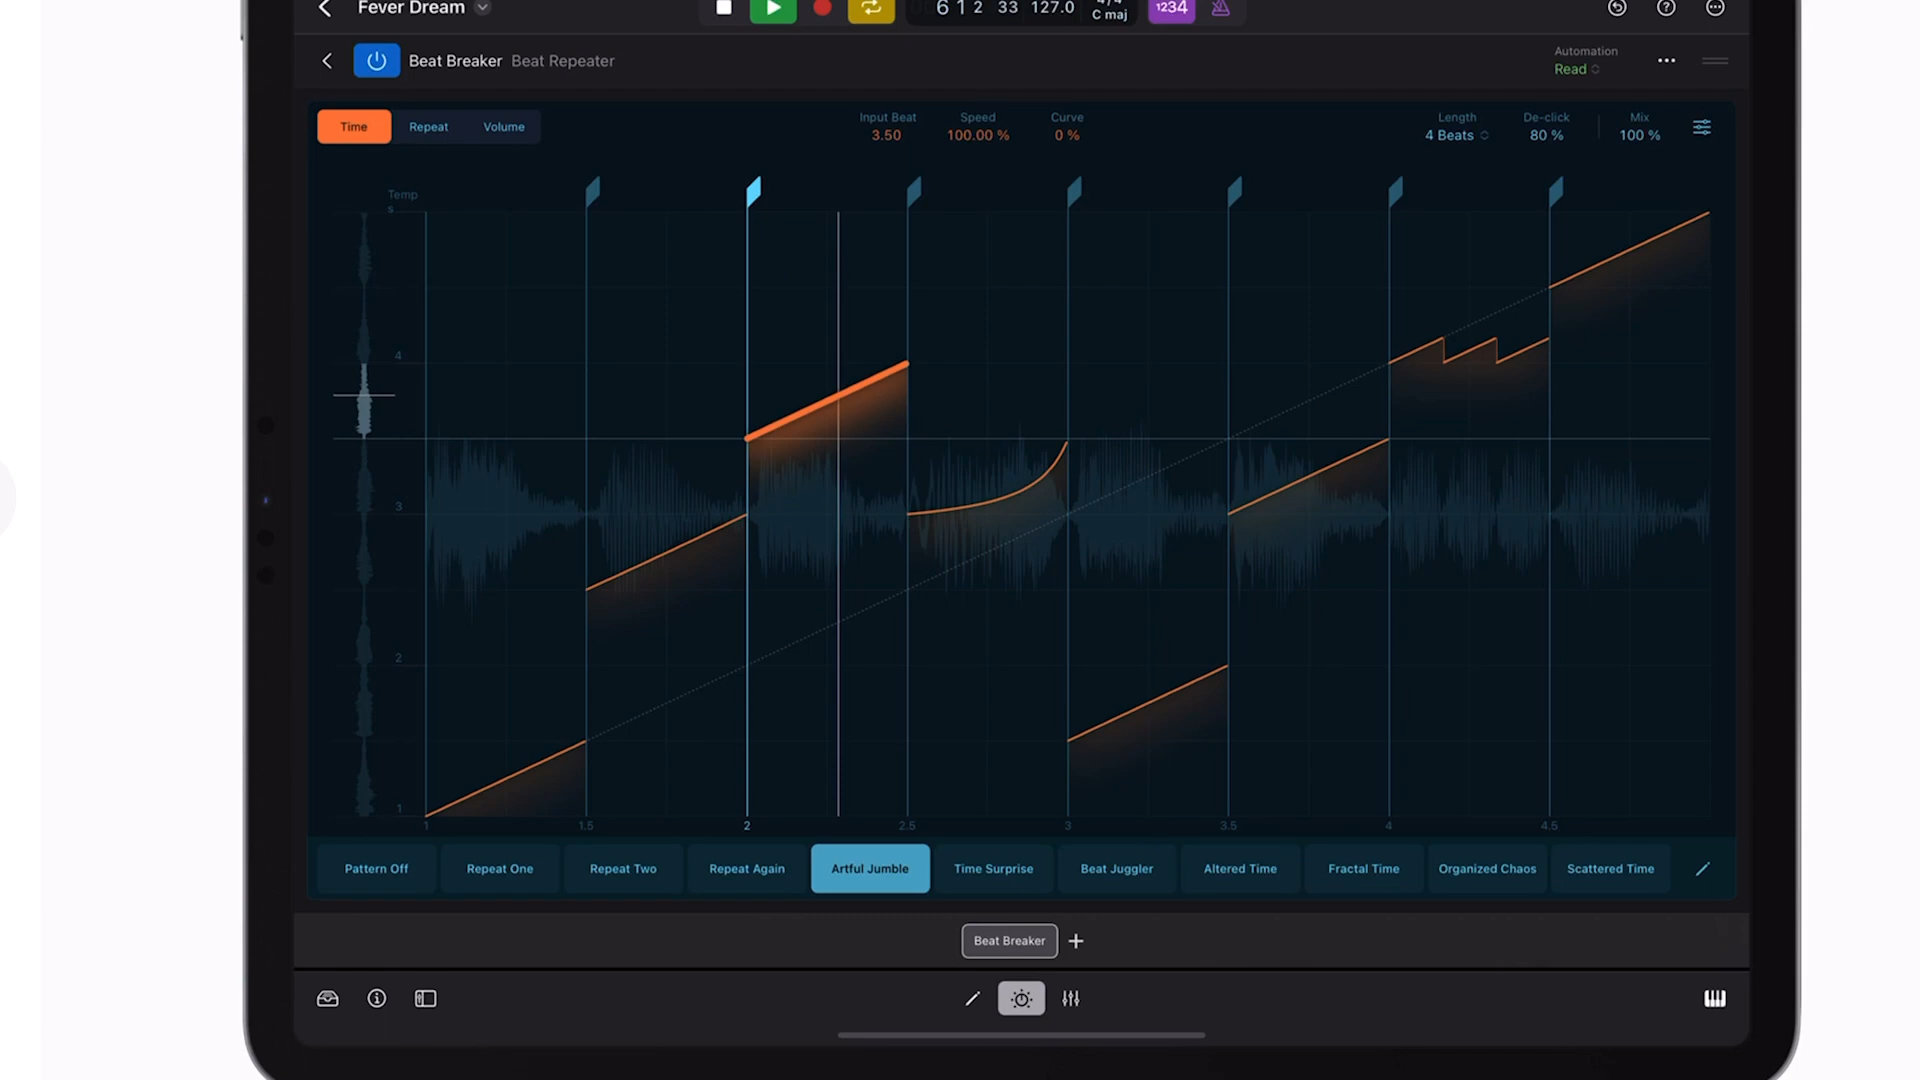 Fever Dream
6 1 2 33 127.0 4/4
C maj
1234
Beat Breaker Beat Repeater
Automation
Read
Time Repeat Volume
Input Beat Speed Curve
3.50 100.00 % 0 %
Length De-click Mix
4 Beats 80 % 100 %
Temp
s
4
3
2
1
1 1.5 2 2.5 3 3.5 4 4.5
Pattern Off Repeat One Repeat Two Repeat Again Artful Jumble Time Surprise Beat Juggler Altered Time Fractal Time Organized Chaos Scattered Time
Beat Breaker +